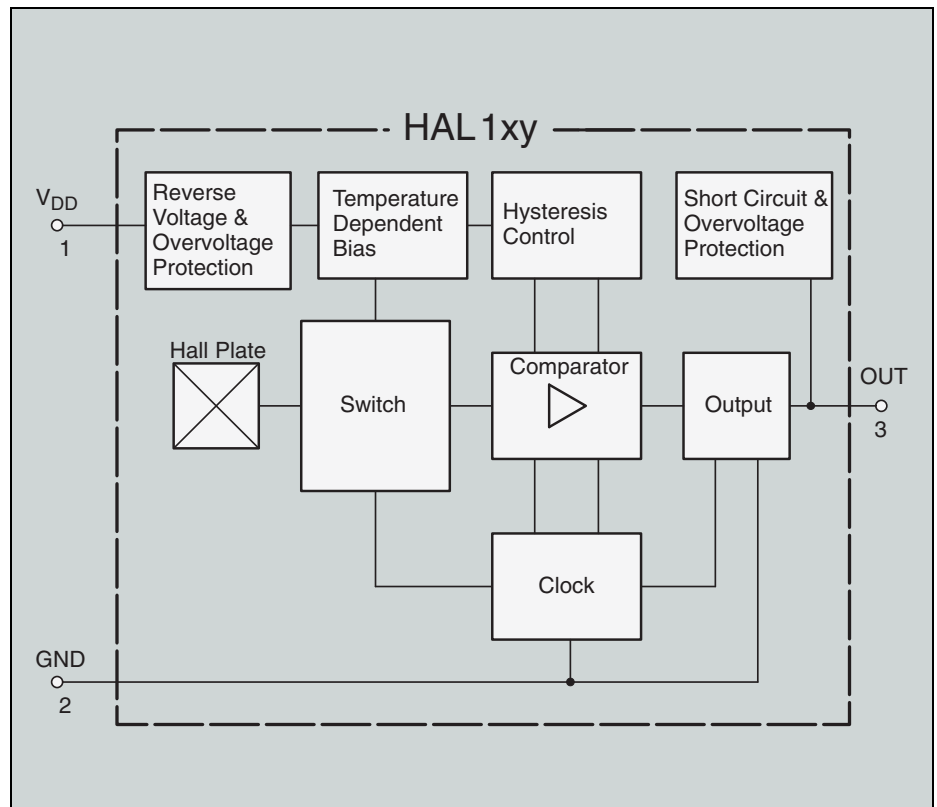 HAL 1xy
VDD
1
Reverse
Voltage &
Overvoltage
Protection
Temperature
Dependent
Bias
Hysteresis
Control
Short Circuit &
Overvoltage
Protection
Hall Plate
Switch
Comparator
Output
OUT
3
Clock
GND
2